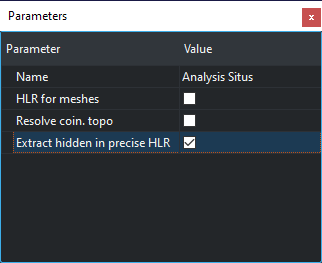 Parameters
Parameter Value
Name Analysis Situs
HLR for meshes
Resolve coin. topo
Extract hidden in precise HLR